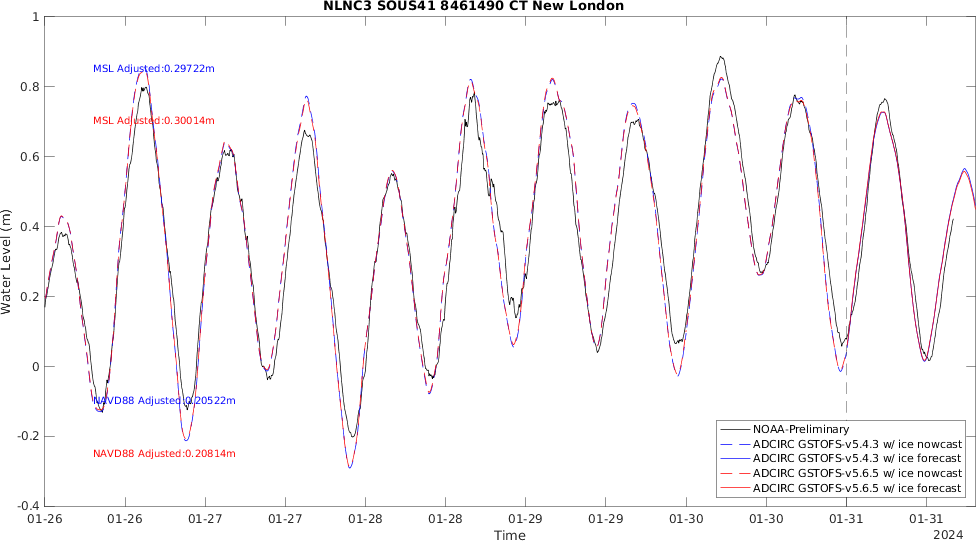 NLNC3 SOUS41 8461490 CT New London
1
0.8
0.6
0.4
0.2
0
-0.2
-0.4
Water Level (m)
MSL Adjusted:0.29722m
MSL Adjusted:0.30014m
NAVD88 Adjusted:0.20522m
NAVD88 Adjusted:0.20814m
NOAA-Preliminary
ADCIRC GSTOFS-v5.4.3 w/ ice nowcast
ADCIRC GSTOFS-v5.4.3 w/ ice forecast
ADCIRC GSTOFS-v5.6.5 w/ ice nowcast
ADCIRC GSTOFS-v5.6.5 w/ ice forecast
01-26 01-26 01-27 01-27 01-28 01-28 01-29 01-29 01-30 01-30 01-31 01-31
Time
2024